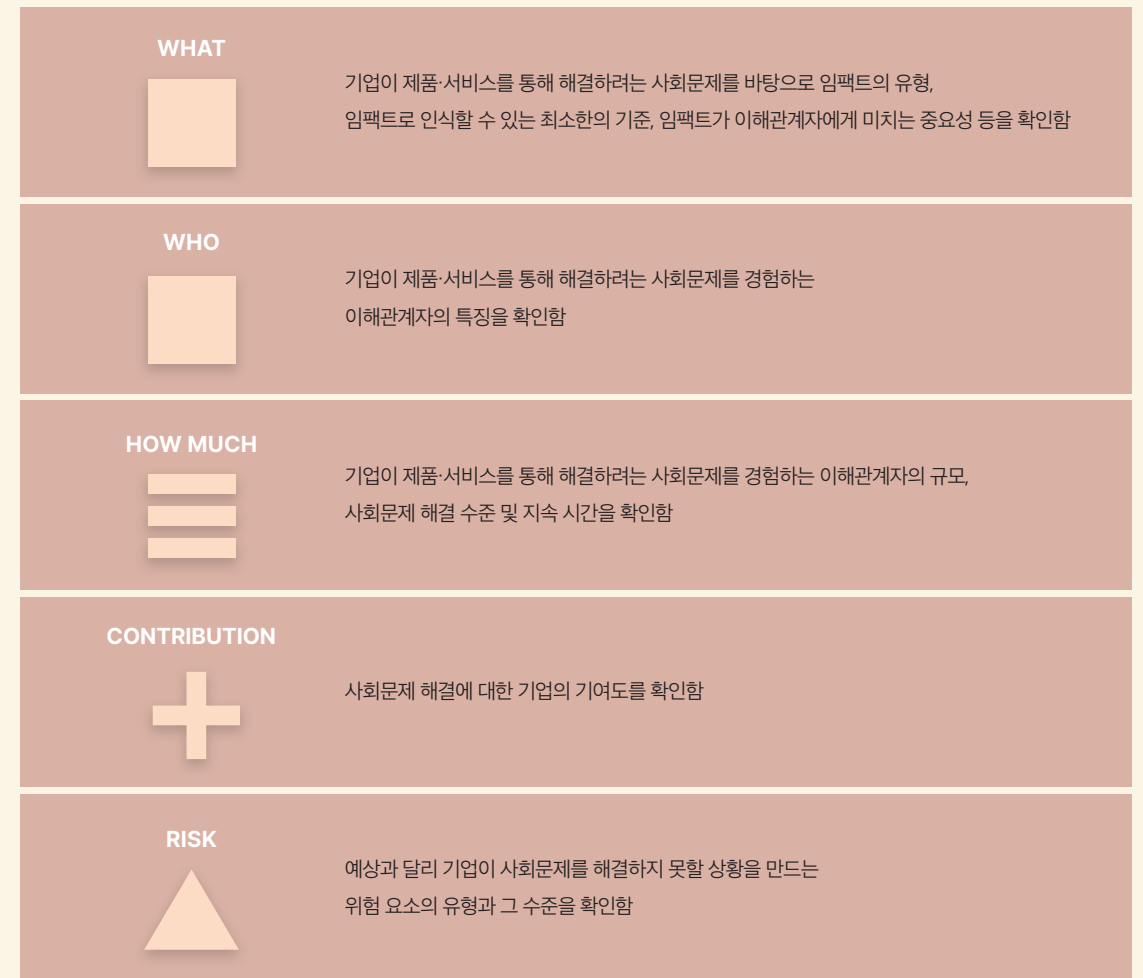 WHAT
기업이 제품·서비스를 통해 해결하려는 사회문제를 바탕으로 임팩트의 유형,
임팩트로 인식할 수 있는 최소한의 기준, 임팩트가 이해관계자에게 미치는 중요성 등을 확인함
WHO
기업이 제품·서비스를 통해 해결하려는 사회문제를 경험하는
이해관계자의 특징을 확인함
HOW MUCH
기업이 제품·서비스를 통해 해결하려는 사회문제를 경험하는 이해관계자의 규모,
사회문제 해결 수준 및 지속 시간을 확인함
CONTRIBUTION
사회문제 해결에 대한 기업의 기여도를 확인함
RISK
예상과 달리 기업이 사회문제를 해결하지 못할 상황을 만드는
위험 요소의 유형과 그 수준을 확인함